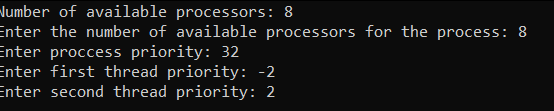 Number of available processors: 8
Enter the number of available processors for the process: 8
Enter proccess priority: 32
Enter first thread priority: -2
Enter second thread priority: 2